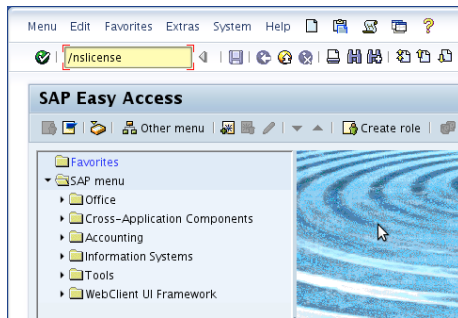 Menu Edit Favorites Extras System Help
/nslicense
SAP Easy Access
Other menu Create role
Favorites
SAP menu
Office
Cross-Application Components
Accounting
Information Systems
Tools
WebClient UI Framework